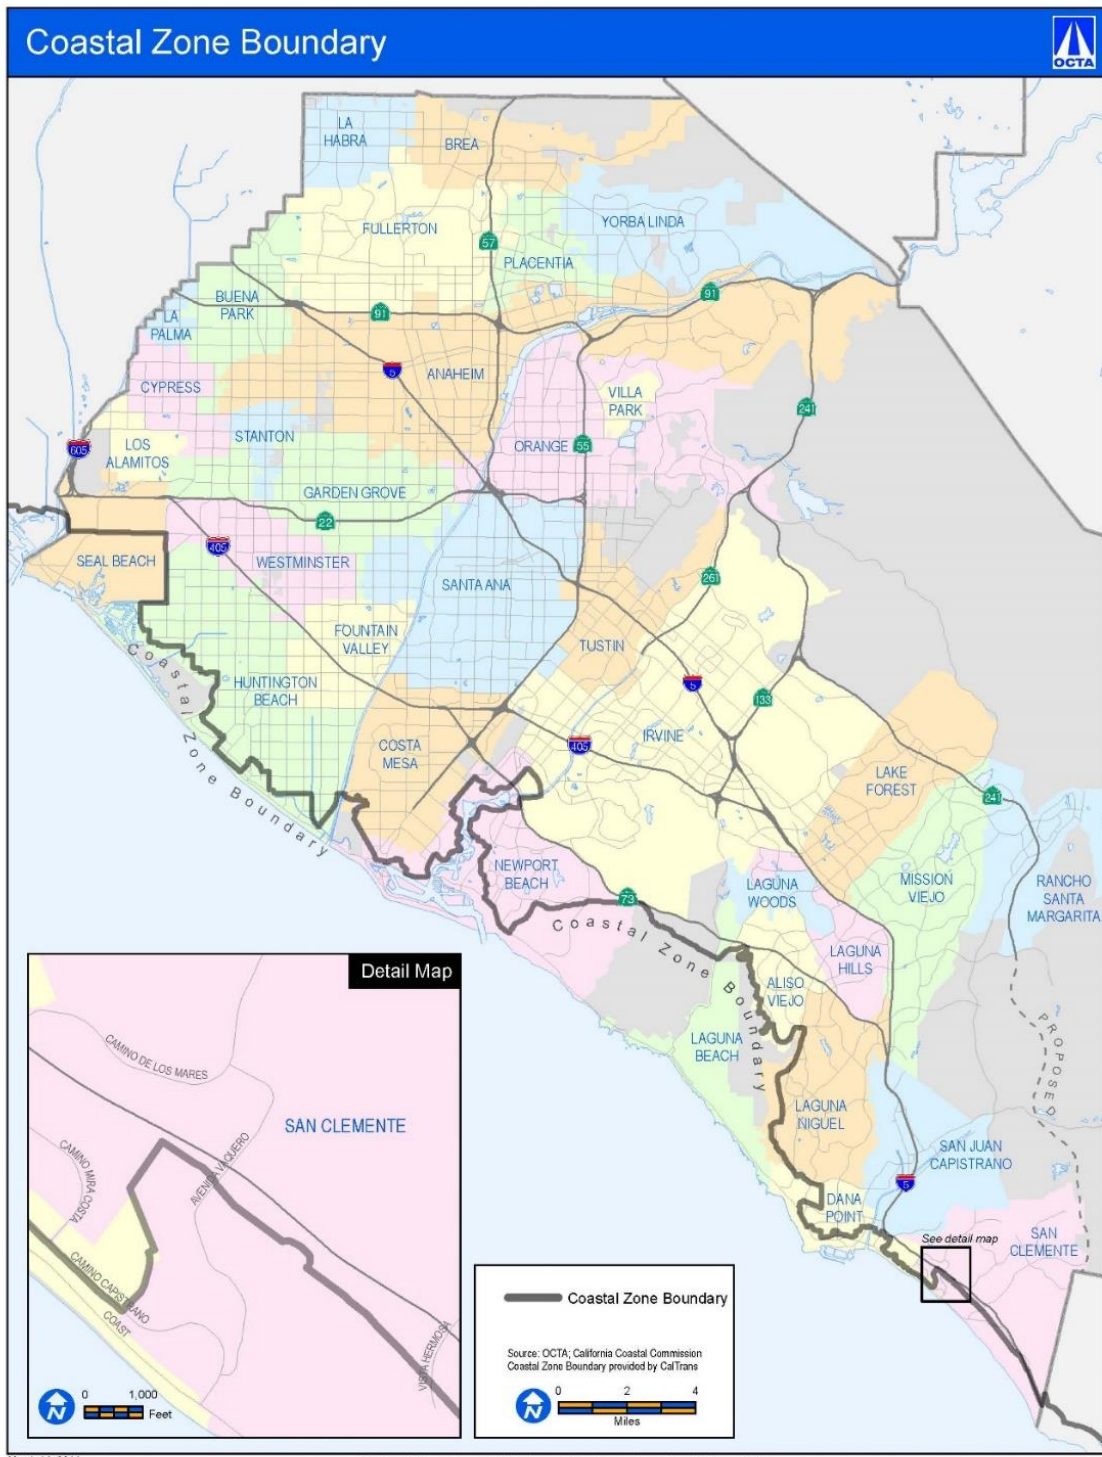 Coastal Zone Boundary
OCTA
LA
HABRA
BREA
FULLERTON
YORBA LINDA
57
PLACENTIA
BUENA
PARK
91
91
LA
PALMA
5
ANAHEIM
CYPRESS
VILLA
PARK
241
STANTON
LOS
ALAMITOS
605
ORANGE
55
GARDEN GROVE
22
405
WESTMINSTER
SEAL BEACH
SANTA ANA
261
FOUNTAIN
VALLEY
TUSTIN
HUNTINGTON
BEACH
5
133
Coastal Zone Boundary
COSTA
MESA
405
IRVINE
LAKE
FOREST
241
NEWPORT
BEACH
73
LAGUNA
WOODS
MISSION
VIEJO
RANCHO
SANTA
MARGARITA
Coastal Zone Boundary
LAGUNA
HILLS
ALISO
VIEJO
LAGUNA
BEACH
PROPOSED
LAGUNA
NIGUEL
SAN JUAN
CAPISTRANO
5
DANA
POINT
See detail map
SAN
CLEMENTE
Detail Map
CAMINO DE LOS MARES
SAN CLEMENTE
CAMINO MIRA COSTA
AVENIDA VAQUERO
CAMINO CAPISTRANO
COAST
VISTA HERMOSA
N
0 1,000
Feet
Coastal Zone Boundary
Source: OCTA; California Coastal Commission
Coastal Zone Boundary provided by CalTrans
N
0 2 4
Miles